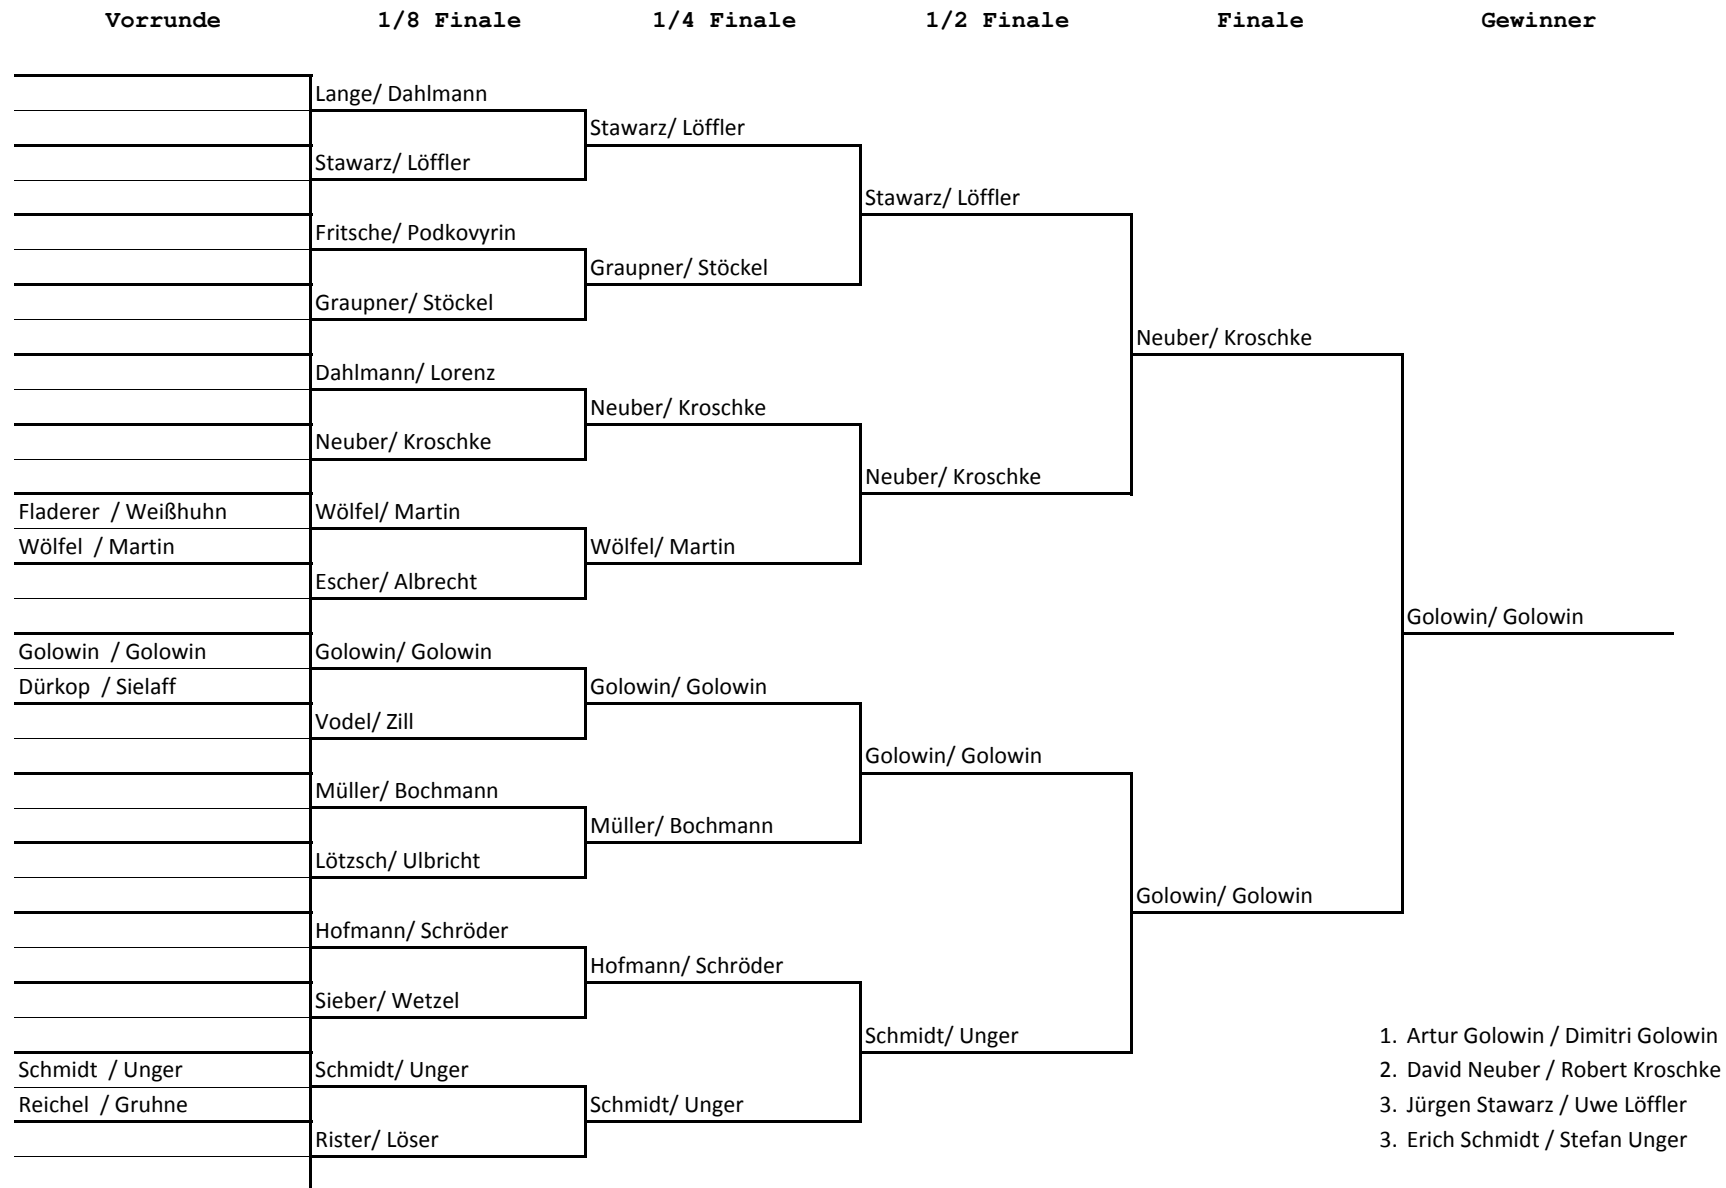 Vorrunde 1/8 Finale 1/4 Finale 1/2 Finale Finale Gewinner
Lange/ Dahlmann
Stawarz/ Löffler
Stawarz/ Löffler
Stawarz/ Löffler
Fritsche/ Podkovyrin
Graupner/ Stöckel
Graupner/ Stöckel
Neuber/ Kroschke
Dahlmann/ Lorenz
Neuber/ Kroschke
Neuber/ Kroschke
Neuber/ Kroschke
Fladerer / Weißhuhn Wölfel/ Martin
Wölfel / Martin Wölfel/ Martin
Escher/ Albrecht
Golowin/ Golowin
Golowin / Golowin Golowin/ Golowin
Dürkop / Sielaff Golowin/ Golowin
Vodel/ Zill
Golowin/ Golowin
Müller/ Bochmann
Müller/ Bochmann
Lötzsch/ Ulbricht
Golowin/ Golowin
Hofmann/ Schröder
Hofmann/ Schröder
Sieber/ Wetzel
Schmidt/ Unger 1. Artur Golowin / Dimitri Golowin
Schmidt / Unger Schmidt/ Unger 2. David Neuber / Robert Kroschke
Reichel / Gruhne Schmidt/ Unger 3. Jürgen Stawarz / Uwe Löffler
Rister/ Löser 3. Erich Schmidt / Stefan Unger